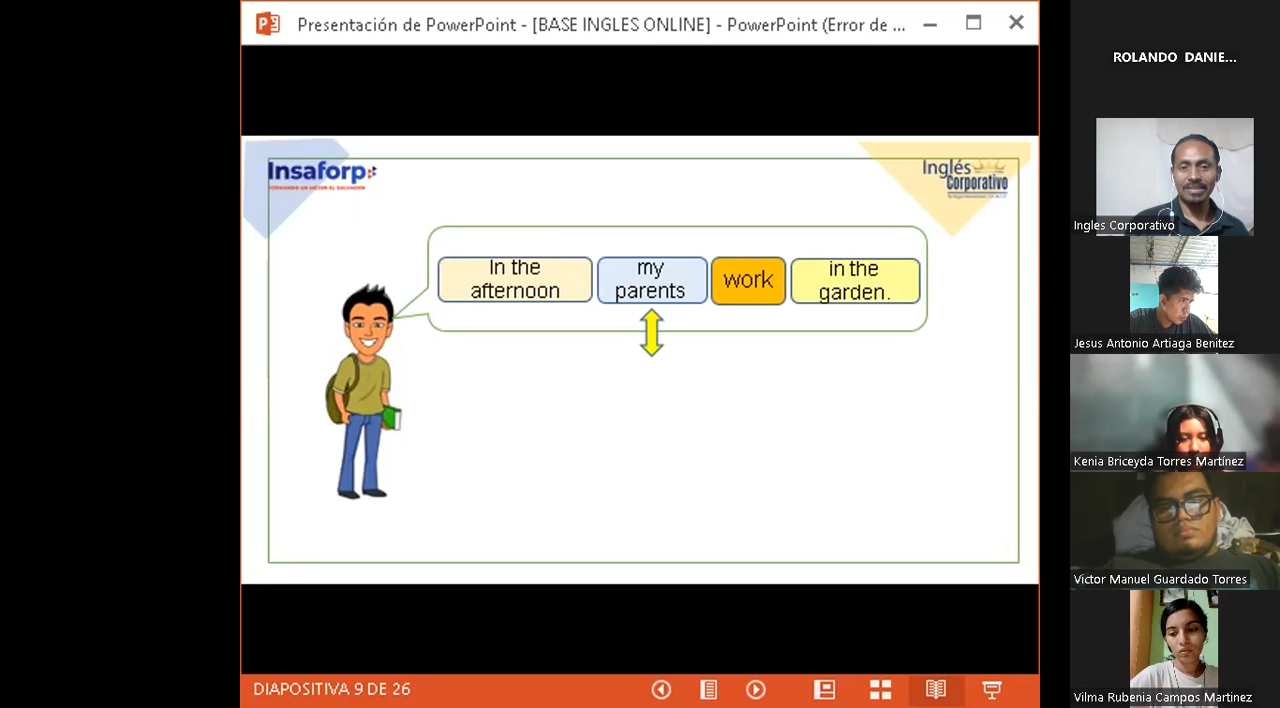 Presentación de PowerPoint - [BASE INGLES ONLINE] - PowerPoint (Error de ...
Insaforp
Inglés
Corporativo
In the
afternoon
my
parents
work
in the
garden.
DIAPOSITIVA 9 DE 26
ROLANDO DANIE...
Ingles Corporativo
Jesus Antonio Artiaga Benitez
Kenia Briceyda Torres Martínez
Victor Manuel Guardado Torres
Vilma Rubenia Campos Martinez